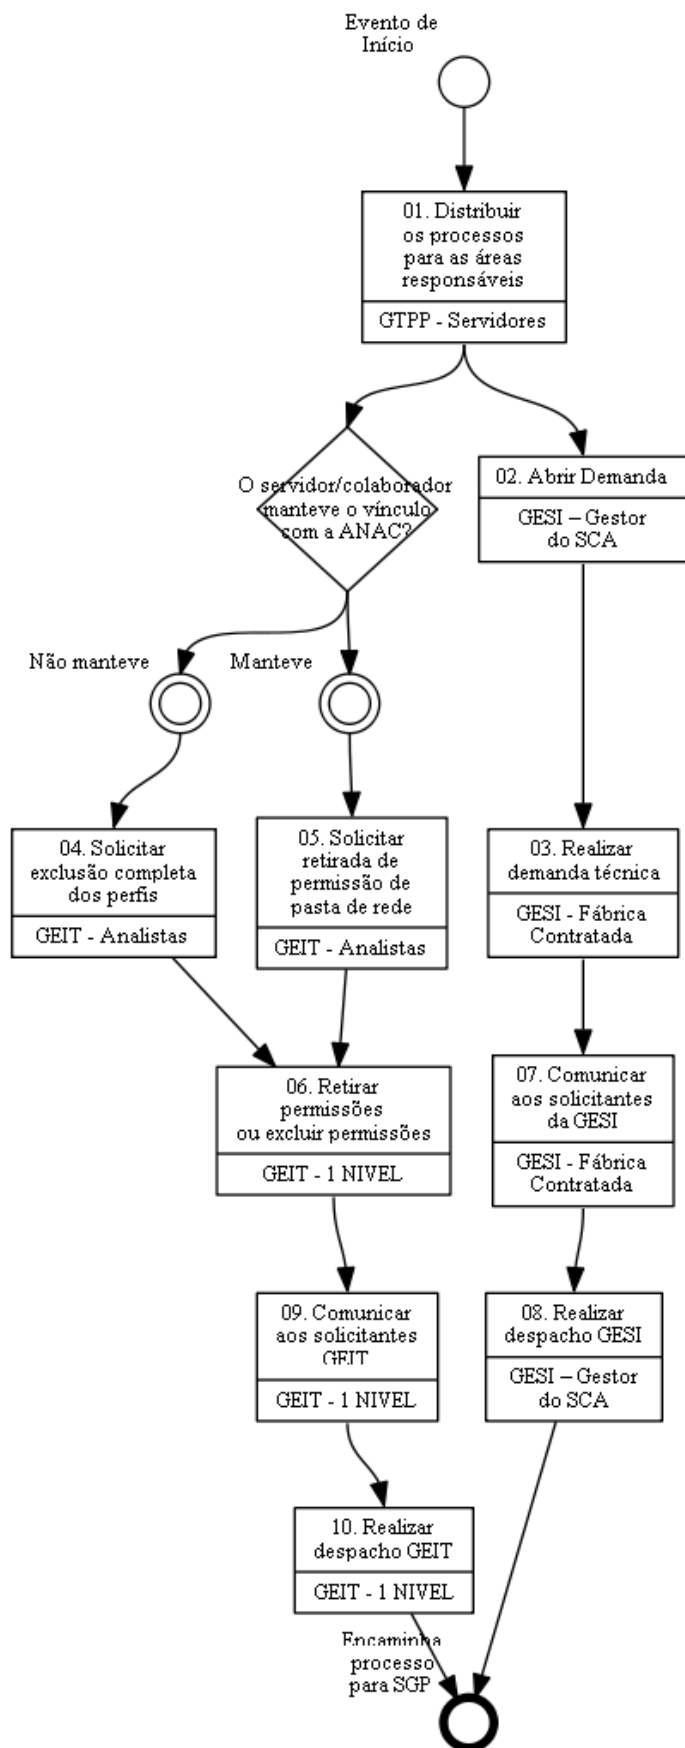 Evento de
Início
01. Distribuir
os processos
para as áreas
responsáveis
GTPP - Servidores
O servidor/colaborador
manteve o vínculo
com a ANAC?
02. Abrir Demanda
GESI – Gestor
do SCA
Não manteve
Manteve
04. Solicitar
exclusão completa
dos perfis
GEIT - Analistas
05. Solicitar
retirada de
permissão de
pasta de rede
GEIT - Analistas
03. Realizar
demanda técnica
GESI - Fábrica
Contratada
06. Retirar
permissões
ou excluir permissões
GEIT - 1 NIVEL
07. Comunicar
aos solicitantes
da GESI
GESI - Fábrica
Contratada
09. Comunicar
aos solicitantes
GEIT
GEIT - 1 NIVEL
08. Realizar
despacho GESI
GESI – Gestor
do SCA
10. Realizar
despacho GEIT
GEIT - 1 NIVEL
Encaminha
processo
para SGP